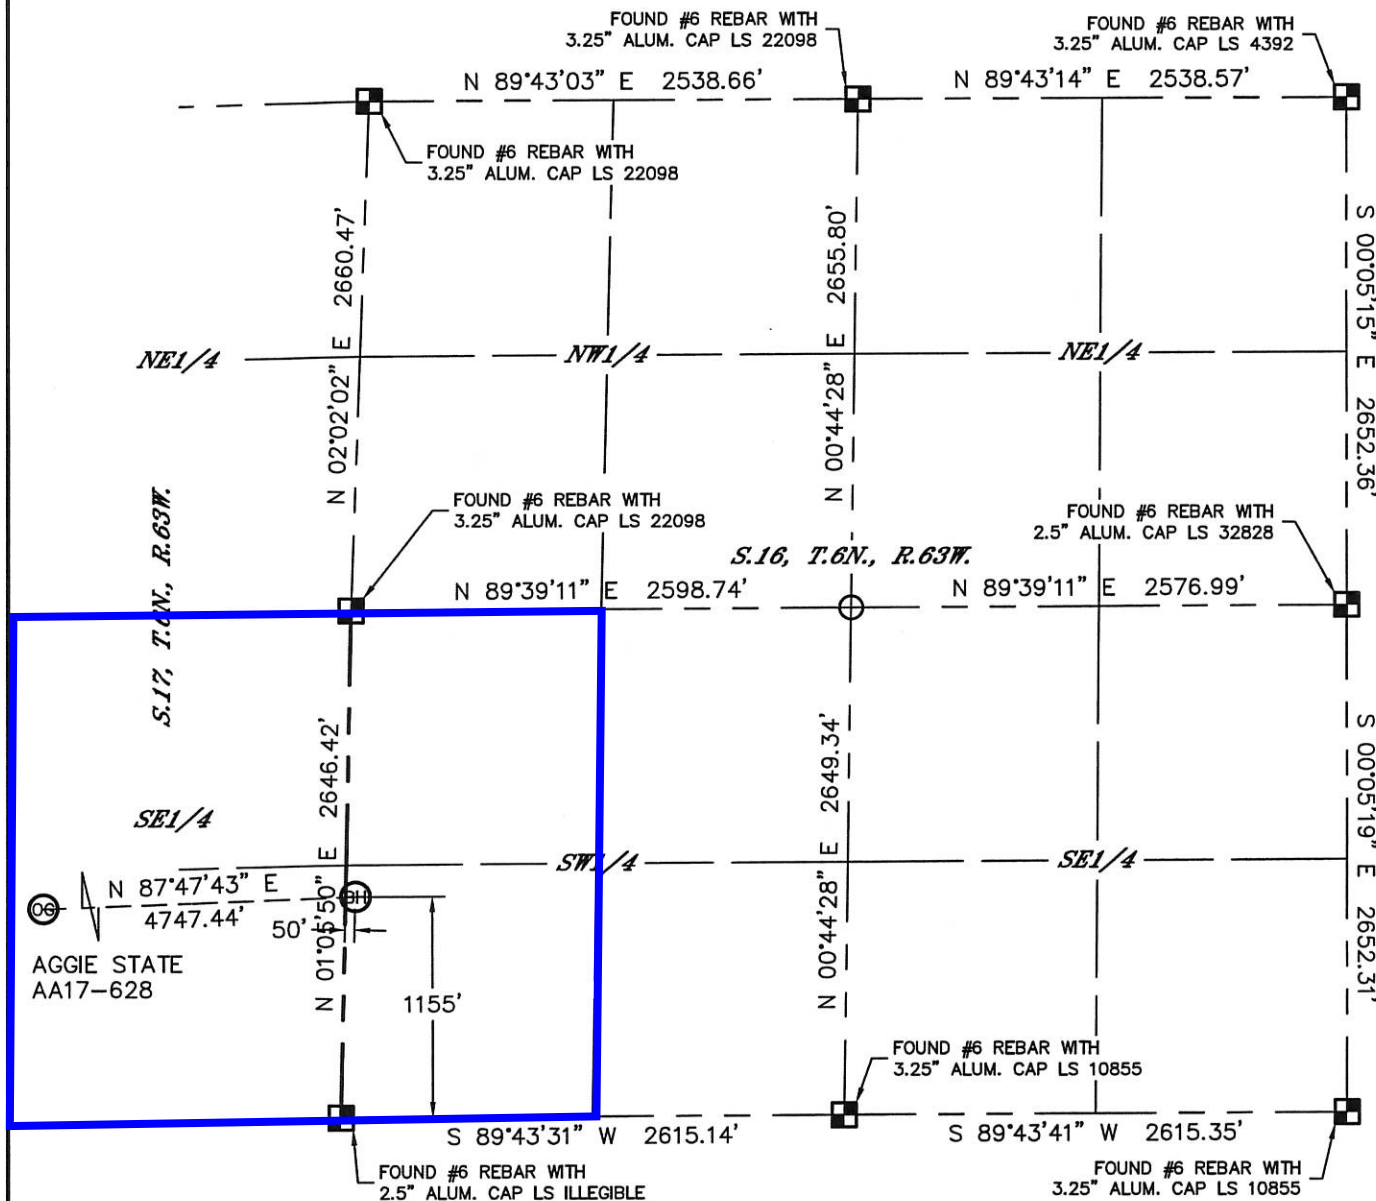 FOUND #6 REBAR WITH
3.25" ALUM. CAP LS 22098
FOUND #6 REBAR WITH
3.25" ALUM. CAP LS 4392
N 89°43'03" E 2538.66'
N 89°43'14" E 2538.57'
FOUND #6 REBAR WITH
3.25" ALUM. CAP LS 22098
N 02°02'02" E 2660.47'
N 00°44'28" E 2655.80'
S 00°05'15" E 2652.36'
NE1/4
NW1/4
NE1/4
S.17, T.6N., R.63W.
FOUND #6 REBAR WITH
3.25" ALUM. CAP LS 22098
FOUND #6 REBAR WITH
2.5" ALUM. CAP LS 32828
S.16, T.6N., R.63W.
N 89°39'11" E 2598.74'
N 89°39'11" E 2576.99'
N 01°05'50" E 2646.42'
N 00°44'28" E 2649.34'
S 00°05'19" E 2652.31'
SE1/4
SW1/4
SE1/4
OG
N 87°47'43" E
4747.44'
BH
50'
AGGIE STATE
AA17-628
1155'
FOUND #6 REBAR WITH
3.25" ALUM. CAP LS 10855
S 89°43'31" W 2615.14'
S 89°43'41" W 2615.35'
FOUND #6 REBAR WITH
2.5" ALUM. CAP LS ILLEGIBLE
FOUND #6 REBAR WITH
3.25" ALUM. CAP LS 10855